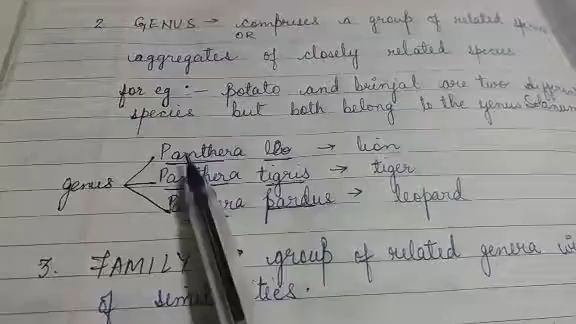 2 GENUS → comprises a group of related species
OR
aggregates of closely related species
for eg :- potato and brinjal are two different
species but both belong to the genus Solanum
Panthera leo → lion
genus Panthera tigris → tiger
pardus → leopard
3. FAMILY group of related genera
of